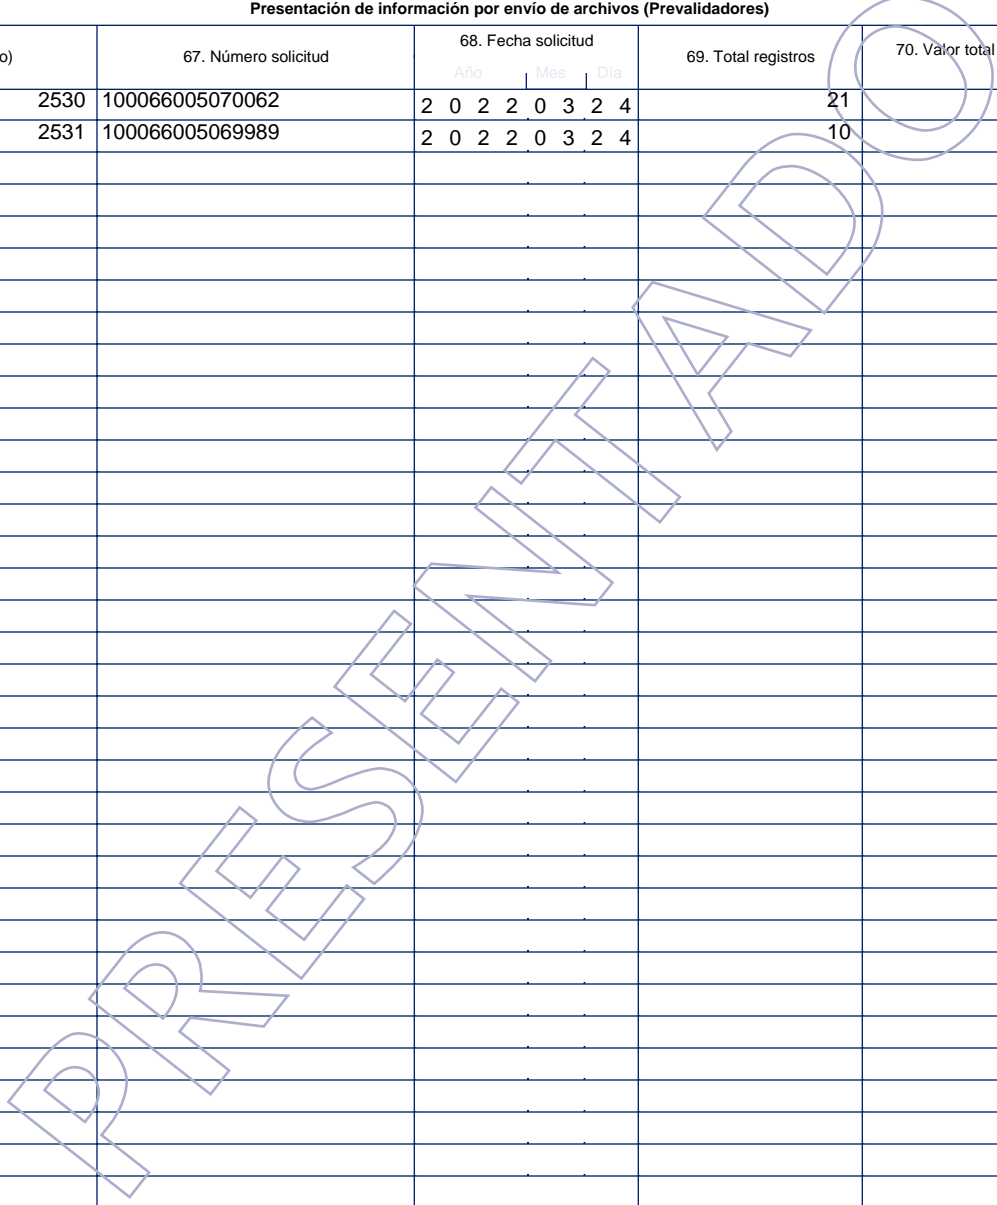 Presentación de información por envío de archivos (Prevalidadores)
o) 67. Número solicitud 68. Fecha solicitud 69. Total registros 70. Valor total
Año Mes Día
2530 100066005070062 2 0 2 2 0 3 2 4 21
2531 100066005069989 2 0 2 2 0 3 2 4 10
PRESENTADO